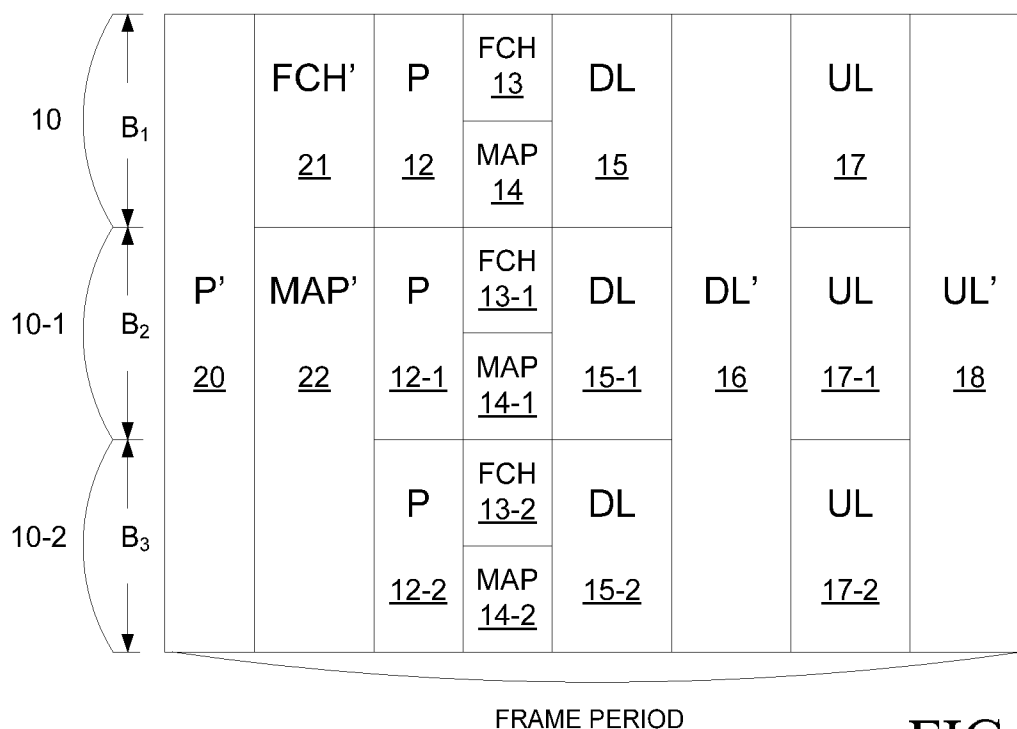 FCH’ P FCH DL UL
13
10 B1
21 12 MAP 15 17
14
P’ MAP’ P FCH DL DL’ UL UL’
13-1
10-1 B2
20 22 12-1 MAP 15-1 16 17-1 18
14-1
P FCH DL UL
13-2
10-2 B3
12-2 MAP 15-2 17-2
14-2
FRAME PERIOD